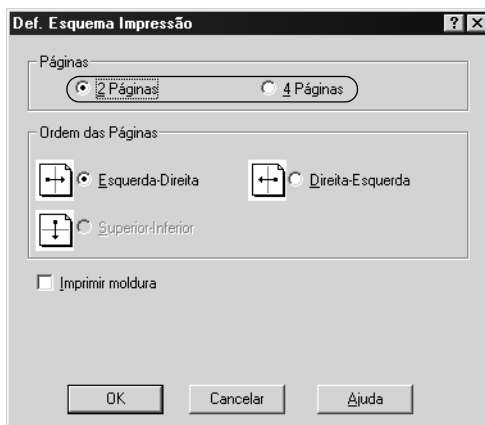 Def. Esquema Impressão
Páginas
2 Páginas 4 Páginas
Ordem das Páginas
Esquerda-Direita Direita-Esquerda
Superior-Inferior
Imprimir moldura
OK Cancelar Ajuda